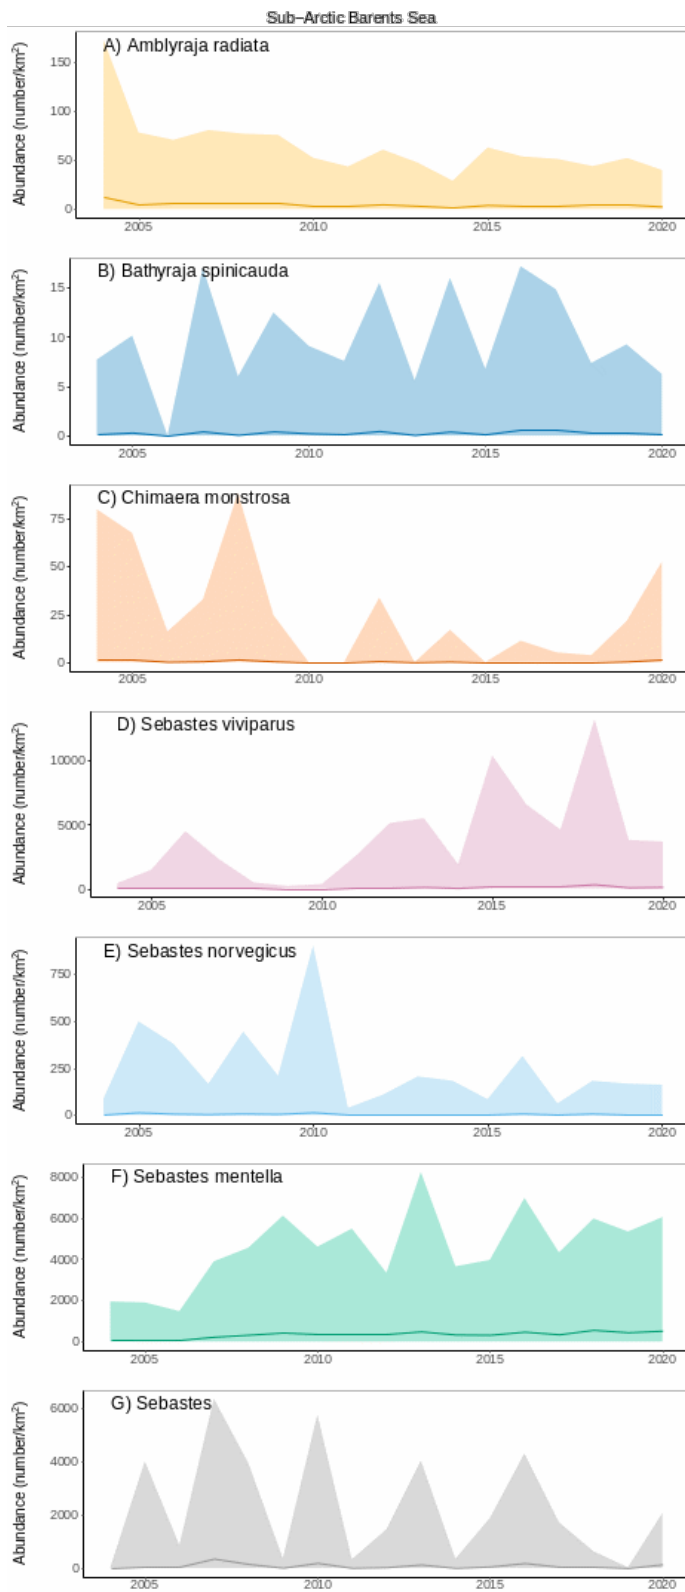 Sub-Arctic Barents Sea
A) Amblyraja radiata
Abundance (number/km²)
150
100
50
0
2005 2010 2015 2020
B) Bathyraja spinicauda
Abundance (number/km²)
15
10
5
0
2005 2010 2015 2020
C) Chimaera monstrosa
Abundance (number/km²)
75
50
25
0
2005 2010 2015 2020
D) Sebastes viviparus
Abundance (number/km²)
10000
5000
0
2005 2010 2015 2020
E) Sebastes norvegicus
Abundance (number/km²)
750
500
250
0
2005 2010 2015 2020
F) Sebastes mentella
Abundance (number/km²)
8000
6000
4000
2000
0
2005 2010 2015 2020
G) Sebastes
Abundance (number/km²)
6000
4000
2000
0
2005 2010 2015 2020